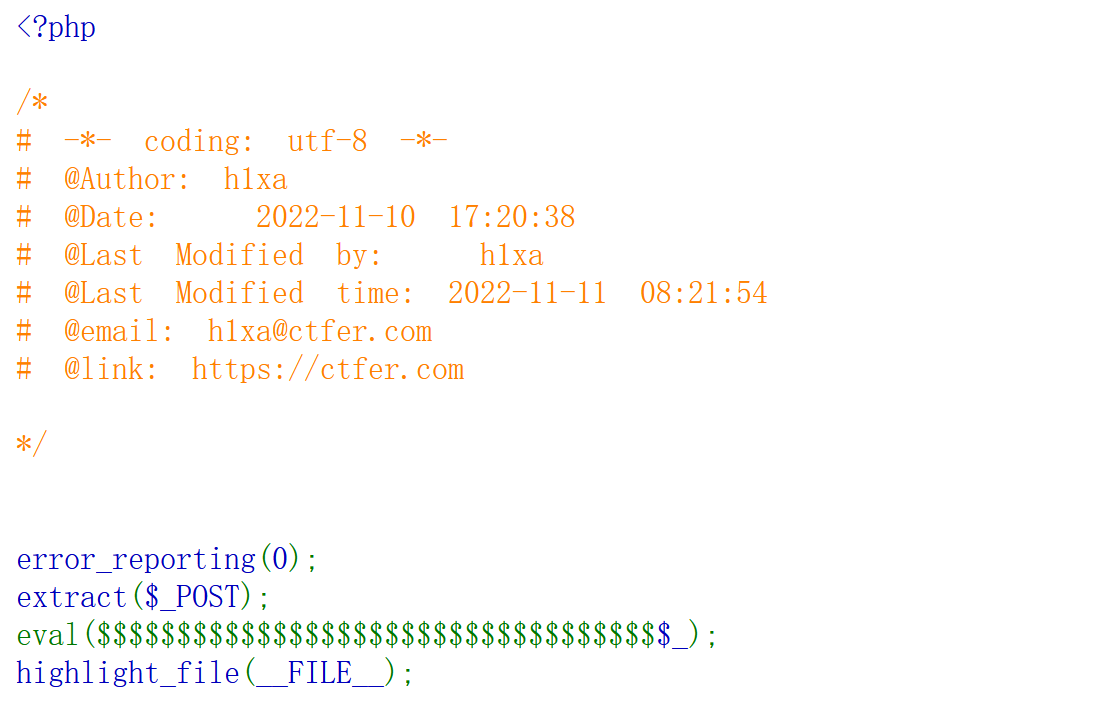 <?php
/*
#  -*-  coding:  utf-8  -*-
#  @Author:  h1xa
#  @Date:      2022-11-10  17:20:38
#  @Last  Modified  by:      h1xa
#  @Last  Modified  time:  2022-11-11  08:21:54
#  @email:  h1xa@ctfer.com
#  @link:  https://ctfer.com
*/
error_reporting(0);
extract($_POST);
eval($$$$$$$$$$$$$$$$$$$$$$$$$$$$$$$$$$$$_);
highlight_file(__FILE__);